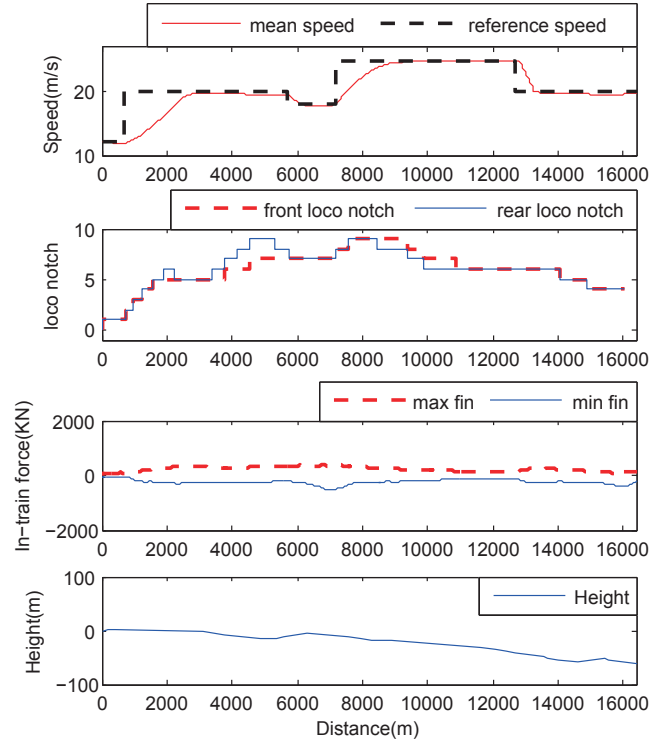 mean speed reference speed
Speed(m/s)
20
10
0 2000 4000 6000 8000 10000 12000 14000 16000
front loco notch rear loco notch
loco notch
10
5
0
0 2000 4000 6000 8000 10000 12000 14000 16000
max fin min fin
In-train force(KN)
2000
0
-2000
0 2000 4000 6000 8000 10000 12000 14000 16000
Height
Height(m)
100
0
-100
0 2000 4000 6000 8000 10000 12000 14000 16000
Distance(m)